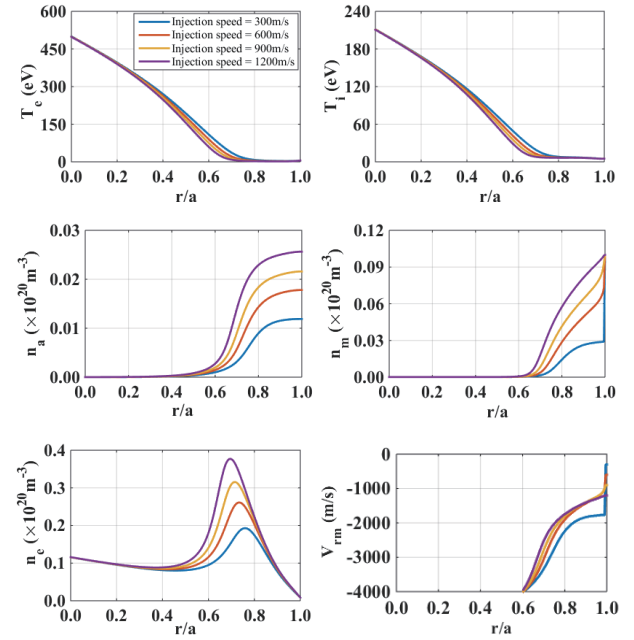 600
450
300
150
0
T_e (eV)
Injection speed = 300m/s
Injection speed = 600m/s
Injection speed = 900m/s
Injection speed = 1200m/s
0.0 0.2 0.4 0.6 0.8 1.0
r/a
240
180
120
60
0
T_i (eV)
0.0 0.2 0.4 0.6 0.8 1.0
r/a
0.03
0.02
0.01
0.00
n_a (×10^20 m^-3)
0.0 0.2 0.4 0.6 0.8 1.0
r/a
0.12
0.09
0.06
0.03
0.00
n_m (×10^20 m^-3)
0.0 0.2 0.4 0.6 0.8 1.0
r/a
0.4
0.3
0.2
0.1
0.0
n_e (×10^20 m^-3)
0.0 0.2 0.4 0.6 0.8 1.0
r/a
0
-1000
-2000
-3000
-4000
V_rm (m/s)
0.0 0.2 0.4 0.6 0.8 1.0
r/a